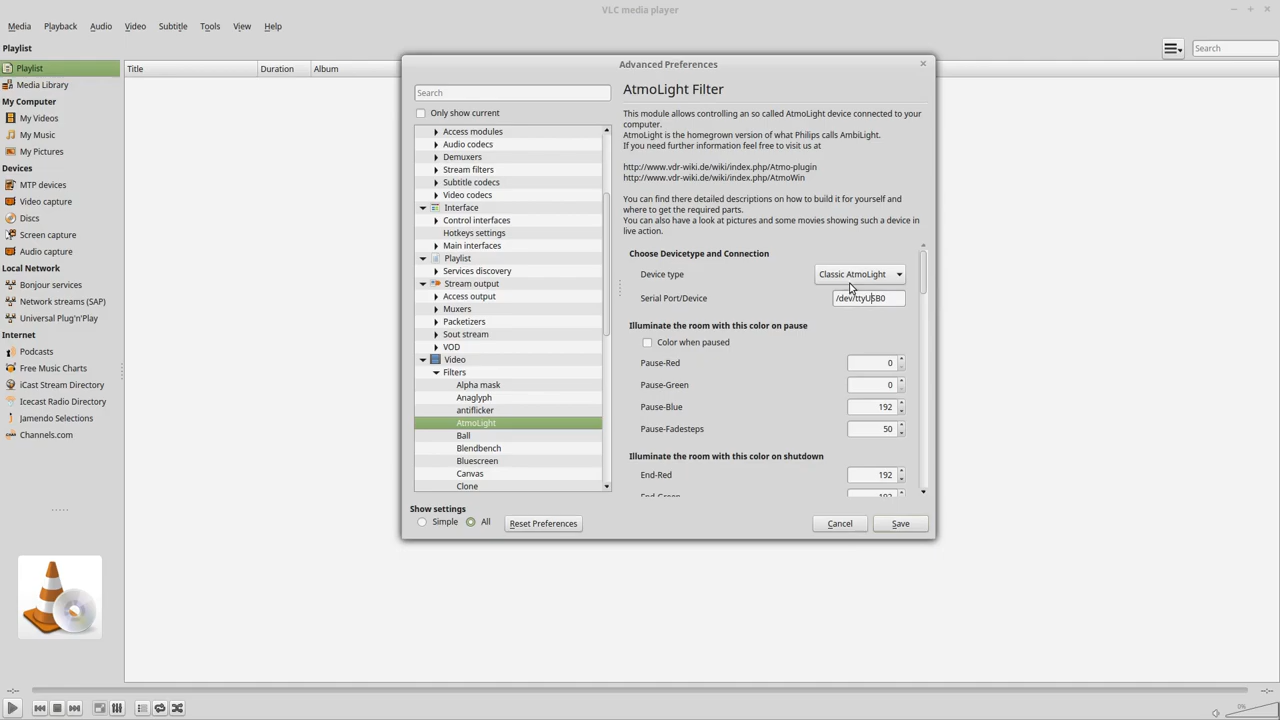 VLC media player
Media Playback Audio Video Subtitle Tools View Help
Playlist
Search
Playlist
Media Library
My Computer
My Videos
My Music
My Pictures
Devices
MTP devices
Video capture
Discs
Screen capture
Audio capture
Local Network
Bonjour services
Network streams (SAP)
Universal Plug'n'Play
Internet
Podcasts
Free Music Charts
iCast Stream Directory
Icecast Radio Directory
Jamendo Selections
Channels.com
Title Duration Album
Advanced Preferences
Search
Only show current
Access modules
Audio codecs
Demuxers
Stream filters
Subtitle codecs
Video codecs
Interface
Control interfaces
Hotkeys settings
Main interfaces
Playlist
Services discovery
Stream output
Access output
Muxers
Packetizers
Sout stream
VOD
Video
Filters
Alpha mask
Anaglyph
antiflicker
AtmoLight
Ball
Blendbench
Bluescreen
Canvas
Clone
Show settings
Simple All Reset Preferences
AtmoLight Filter
This module allows controlling an so called AtmoLight device connected to your
computer.
AtmoLight is the homegrown version of what Philips calls AmbiLight.
If you need further information feel free to visit us at
http://www.vdr-wiki.de/wiki/index.php/Atmo-plugin
http://www.vdr-wiki.de/wiki/index.php/AtmoWin
You can find there detailed descriptions on how to build it for yourself and
where to get the required parts.
You can also have a look at pictures and some movies showing such a device in
live action.
Choose Devicetype and Connection
Device type Classic AtmoLight
Serial Port/Device /dev/ttyUSB0
Illuminate the room with this color on pause
Color when paused
Pause-Red 0
Pause-Green 0
Pause-Blue 192
Pause-Fadesteps 50
Illuminate the room with this color on shutdown
End-Red 192
End-Green 192
Cancel Save
--:-- --:--
0%